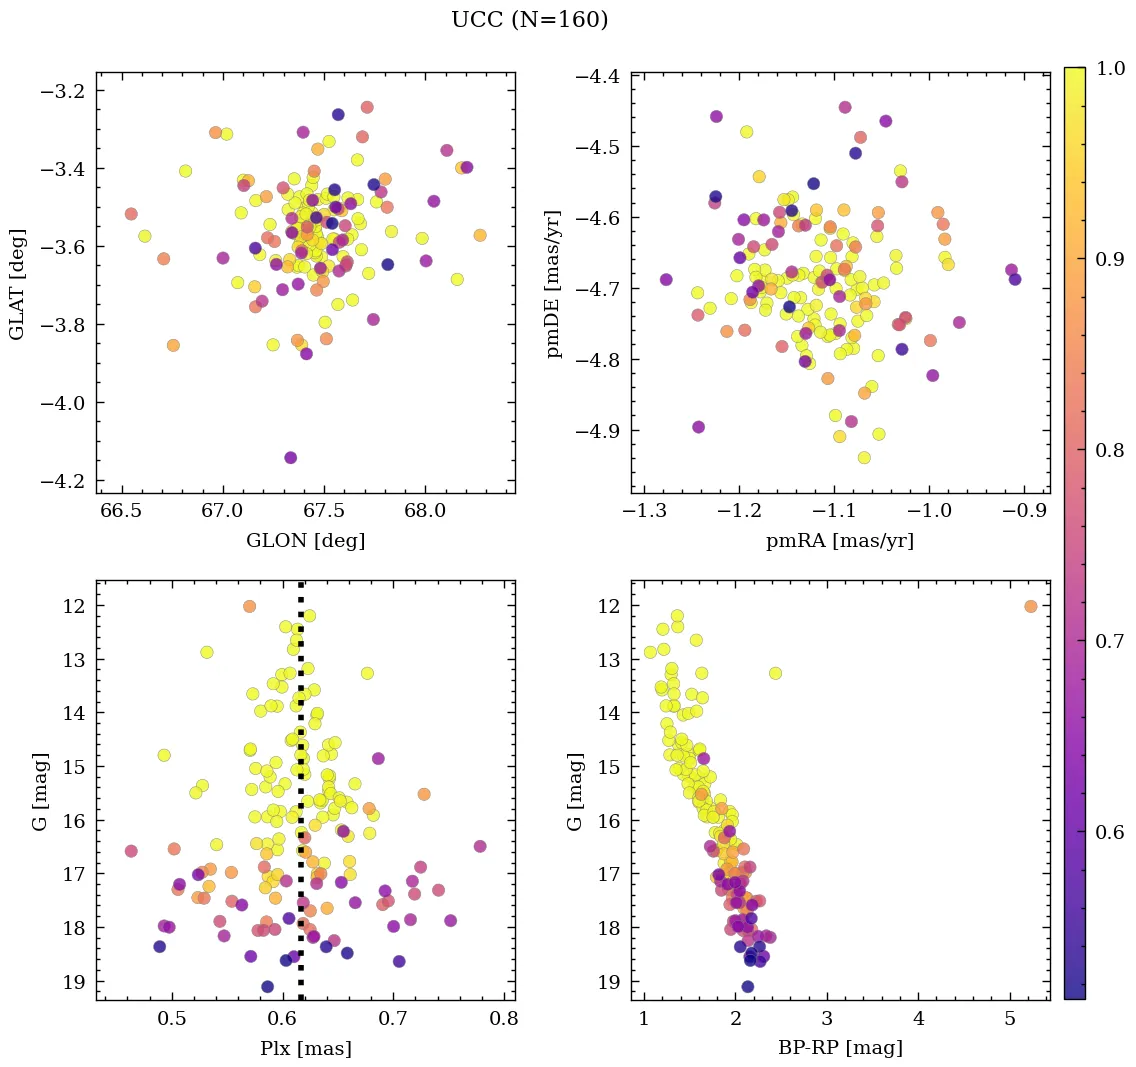 UCC (N=160)
−3.2
−3.4
−3.6
−3.8
−4.0
−4.2
GLAT [deg]
66.5 67.0 67.5 68.0
GLON [deg]
−4.4
−4.5
−4.6
−4.7
−4.8
−4.9
pmDE [mas/yr]
−1.3 −1.2 −1.1 −1.0 −0.9
pmRA [mas/yr]
12
13
14
15
16
17
18
19
G [mag]
0.5 0.6 0.7 0.8
Plx [mas]
12
13
14
15
16
17
18
19
G [mag]
1 2 3 4 5
BP-RP [mag]
1.0
0.9
0.8
0.7
0.6